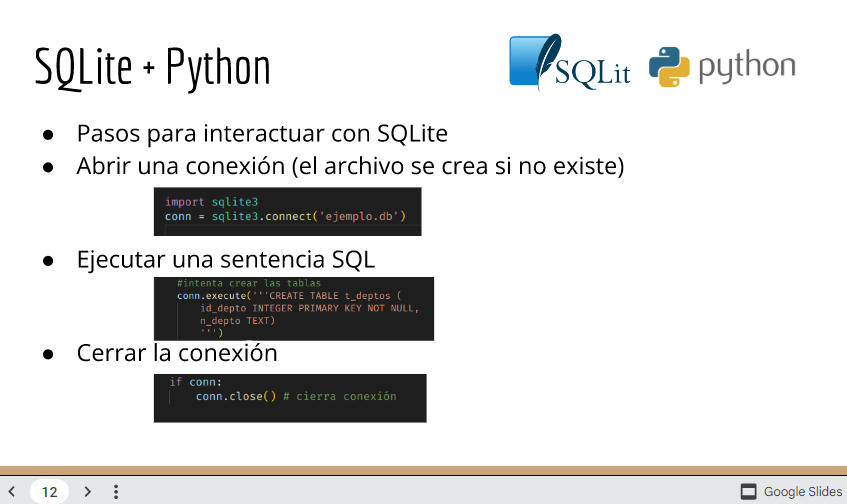 SQLite + Python
SQLit
python
● Pasos para interactuar con SQLite
● Abrir una conexión (el archivo se crea si no existe)
import sqlite3
conn = sqlite3.connect('ejemplo.db')
● Ejecutar una sentencia SQL
#intenta crear las tablas
conn.execute('''CREATE TABLE t_deptos (
id_depto INTEGER PRIMARY KEY NOT NULL,
n_depto TEXT)
''')
● Cerrar la conexión
if conn:
conn.close() # cierra conexión
12
Google Slides